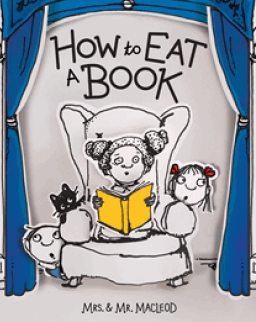 How to Eat
A Book
Mrs. & Mr. MacLeod